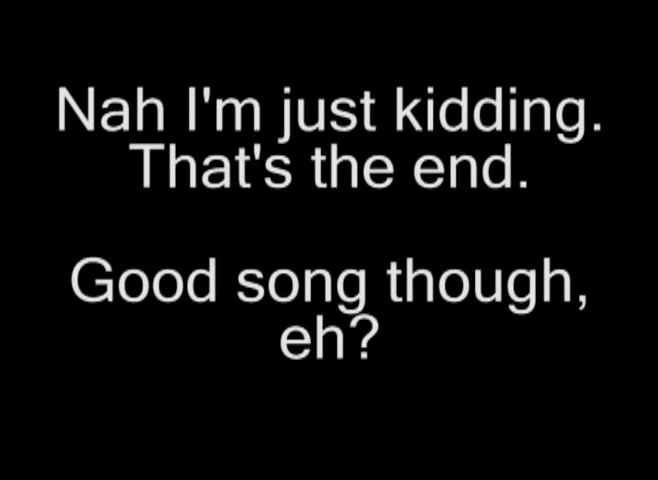 Nah I'm just kidding.
That's the end.
Good song though,
eh?